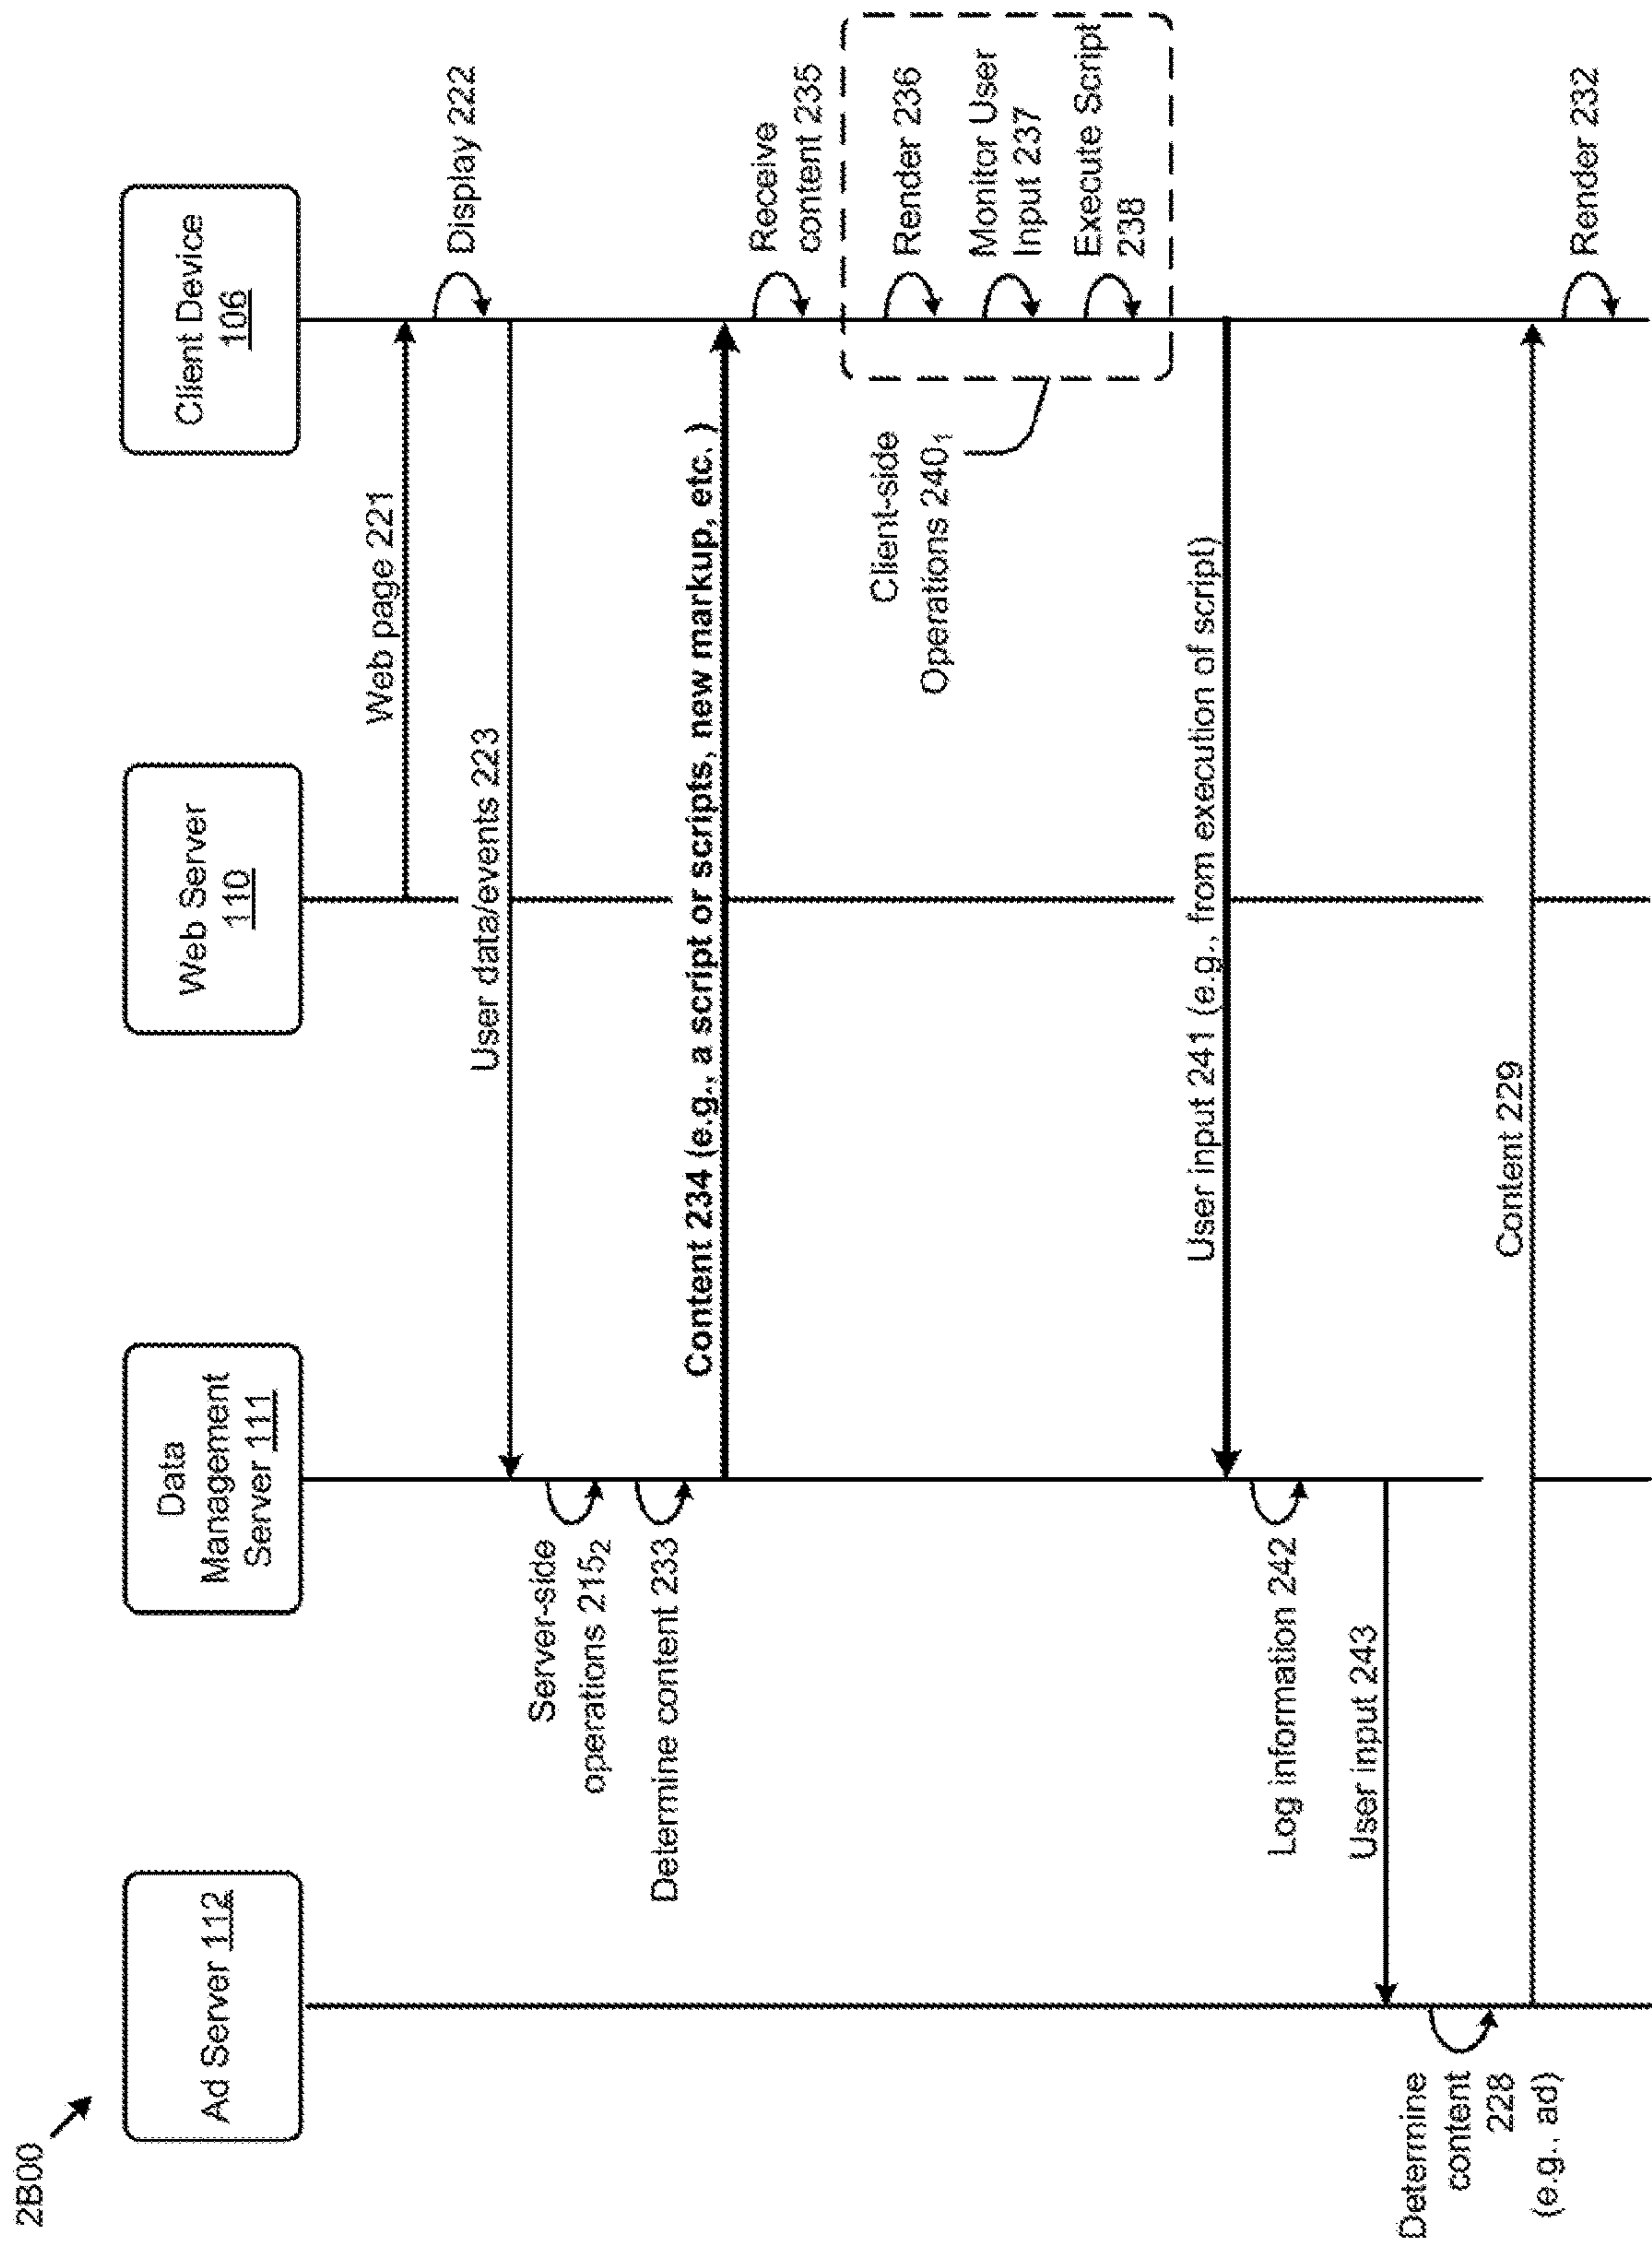 2B00
Ad Server 112
Data
Management
Server 111
Web Server
110
Client Device
106
Web page 221
Display 222
User data/events 223
Server-side
operations 215₂
Determine content 233
Content 234 (e.g., a script or scripts, new markup, etc. )
Receive
content 235
Render 236
Monitor User
Input 237
Execute Script
238
Client-side
Operations 240₁
User input 241 (e.g., from execution of script)
Log information 242
User input 243
Determine
content
228
(e.g., ad)
Content 229
Render 232